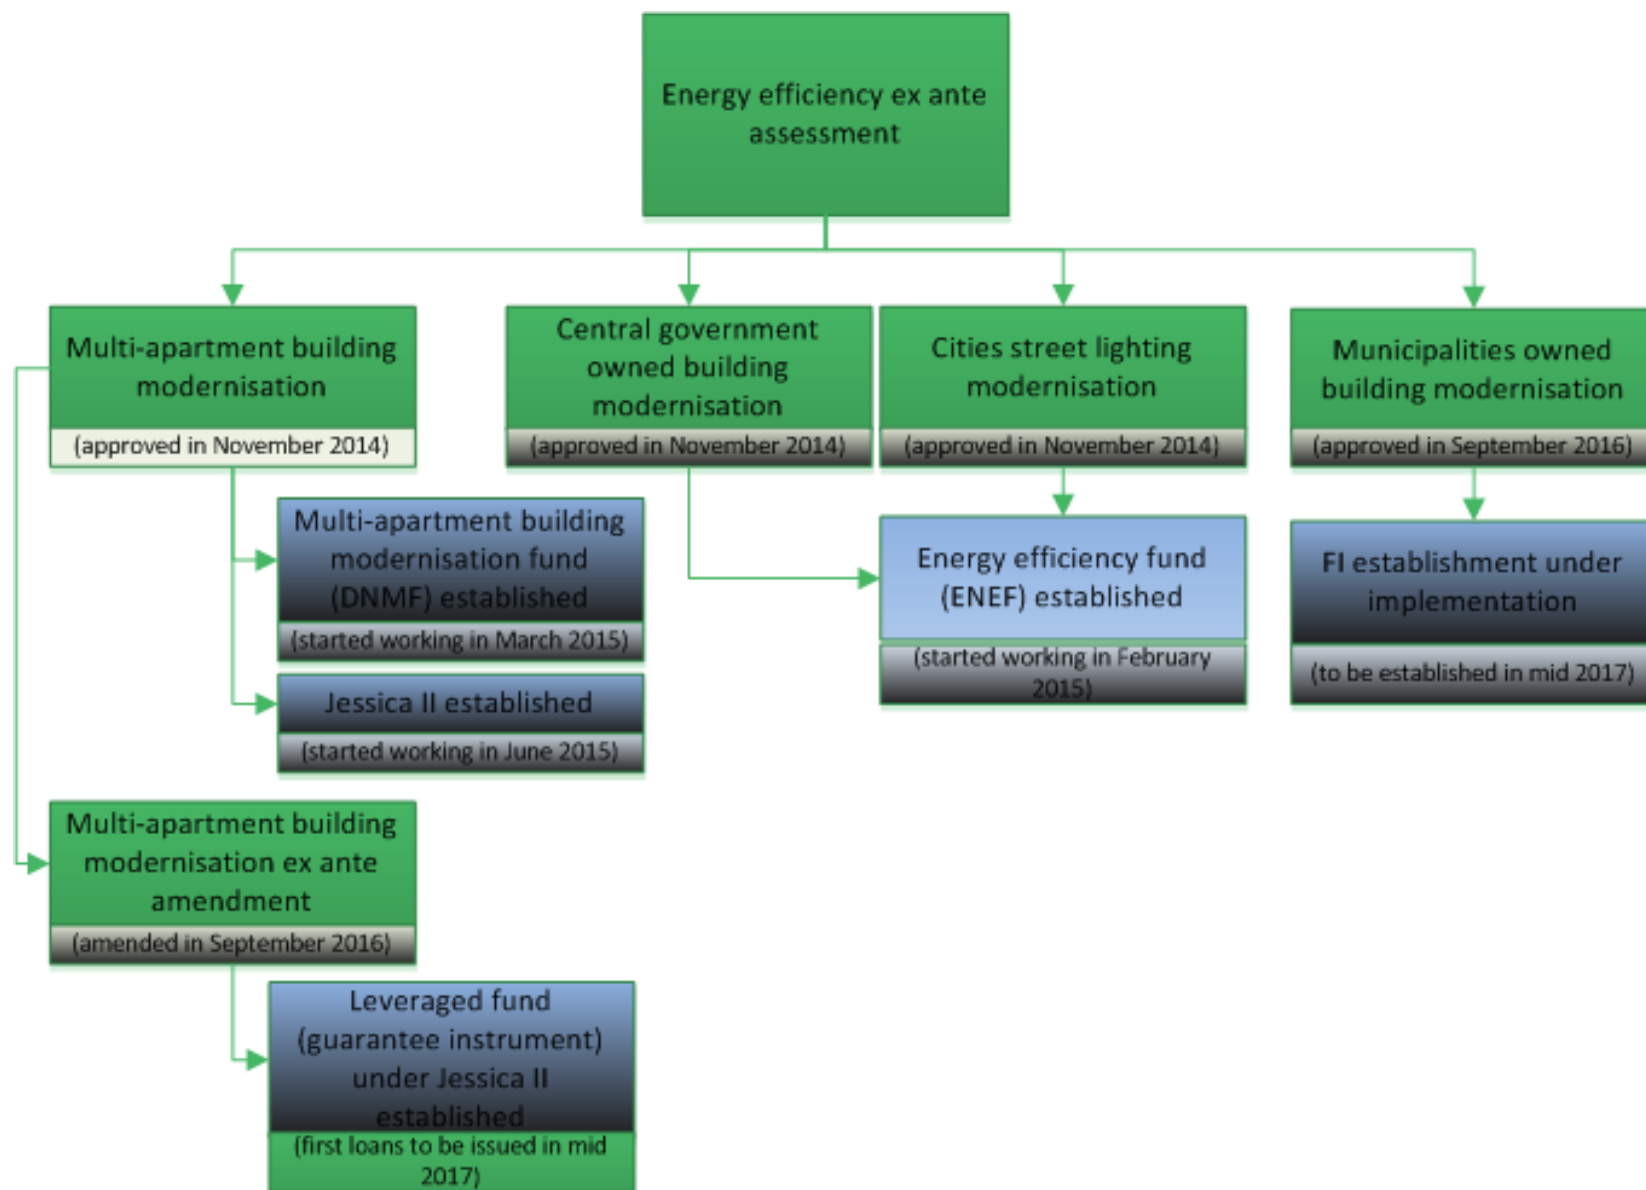 Energy efficiency ex ante
assessment
Multi-apartment building
modernisation
(approved in November 2014)
Central government
owned building
modernisation
(approved in November 2014)
Cities street lighting
modernisation
(approved in November 2014)
Municipalities owned
building modernisation
(approved in September 2016)
Multi-apartment building
modernisation fund
(DNMF) established
(started working in March 2015)
Jessica II established
(started working in June 2015)
Energy efficiency fund
(ENEF) established
(started working in February
2015)
FI establishment under
implementation
(to be established in mid 2017)
Multi-apartment building
modernisation ex ante
amendment
(amended in September 2016)
Leveraged fund
(guarantee instrument)
under Jessica II
established
(first loans to be issued in mid
2017)